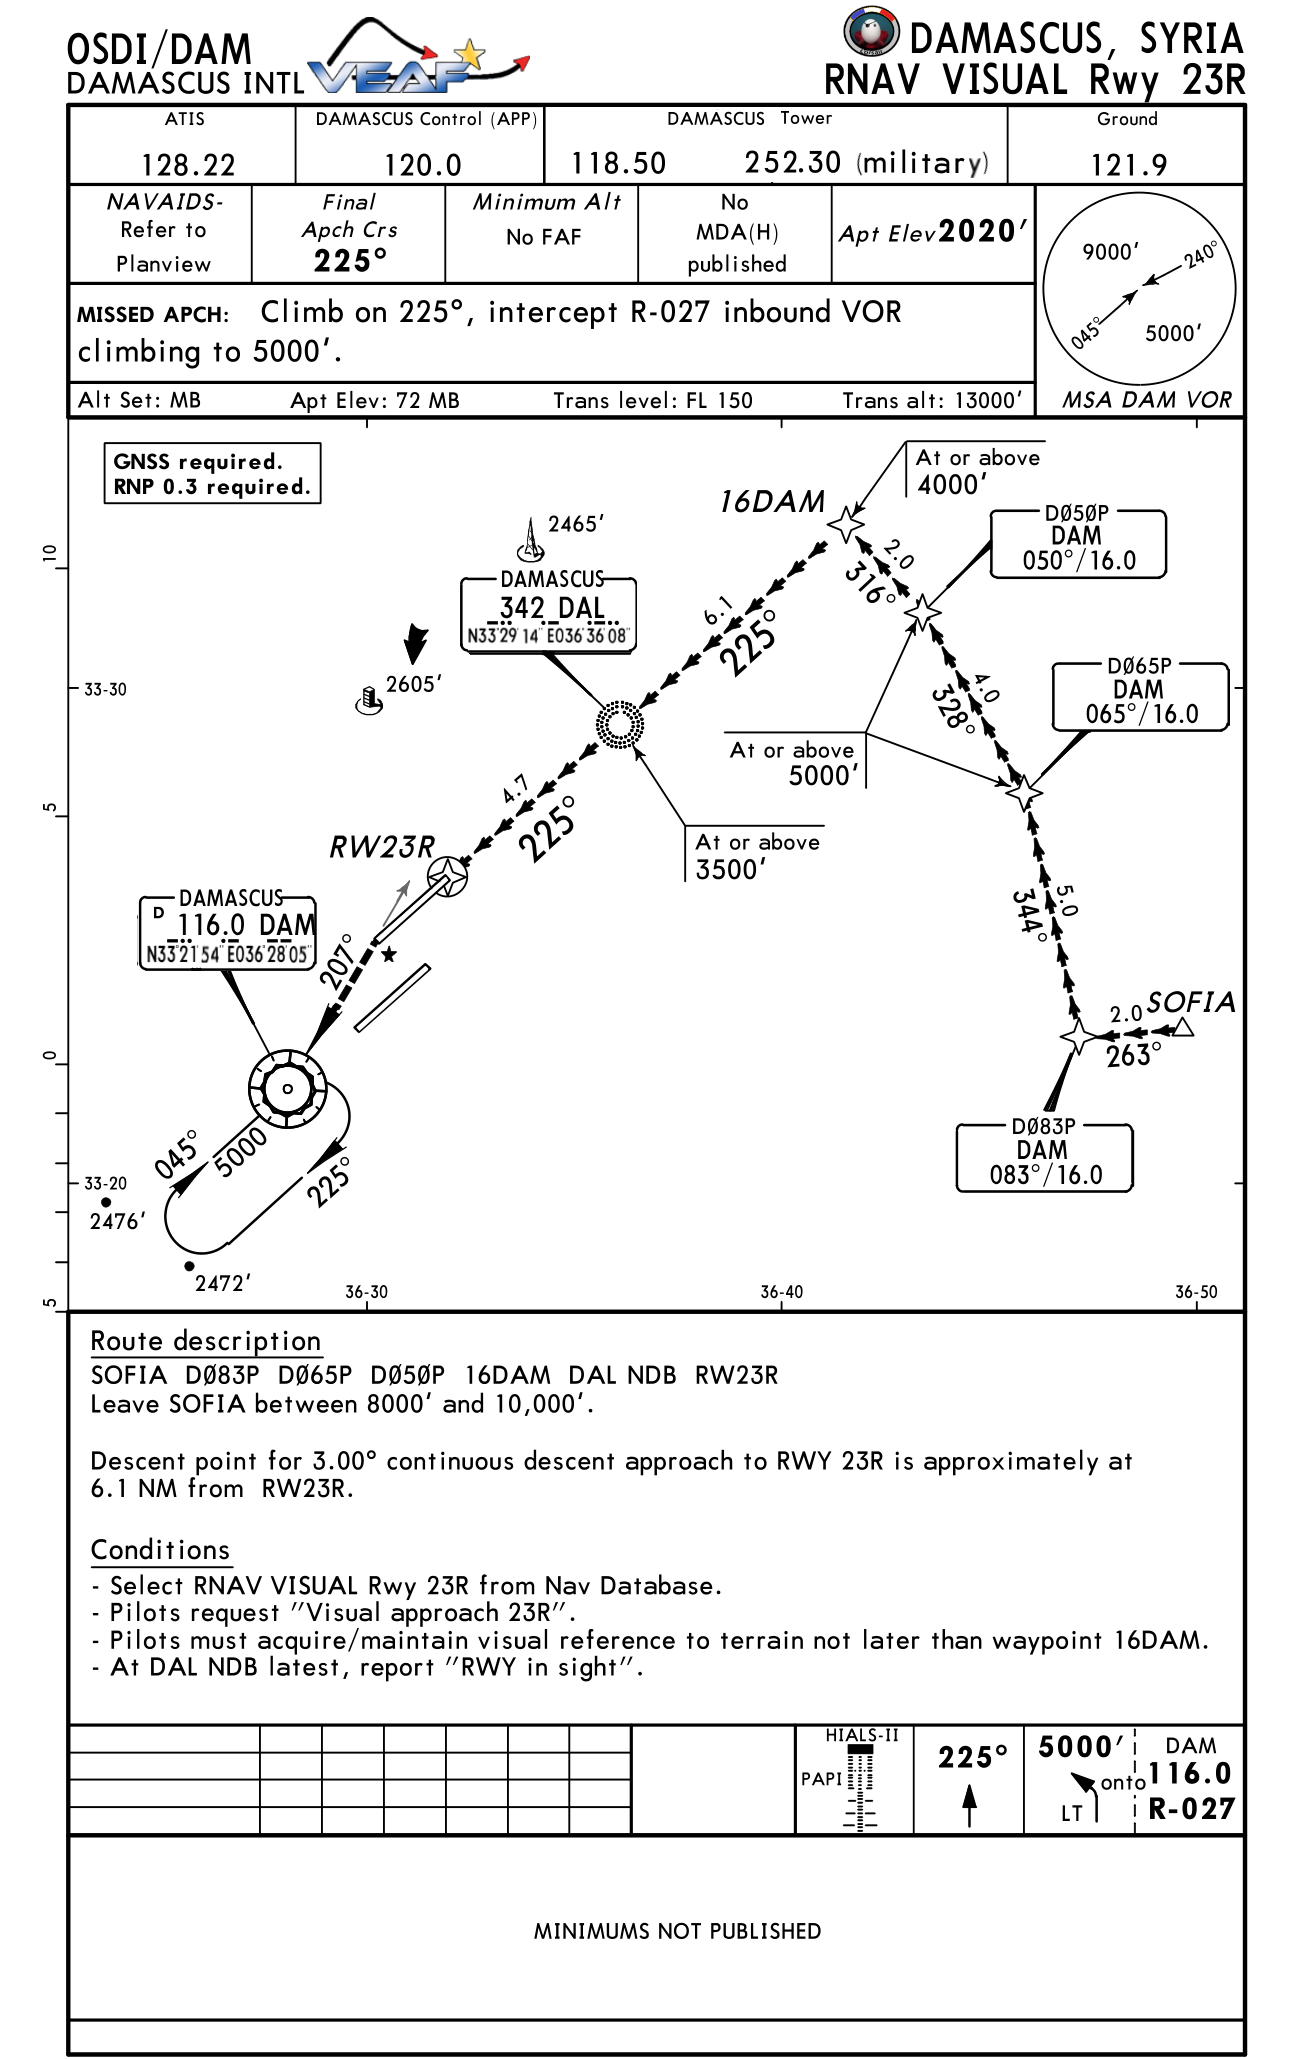 OSDI/DAM
DAMASCUS INTL
VEAF
DAMASCUS, SYRIA
RNAV VISUAL Rwy 23R
ATIS
128.22
DAMASCUS Control (APP)
120.0
DAMASCUS Tower
118.50 252.30 (military)
Ground
121.9
NAVAIDS-
Refer to
Planview
Final
Apch Crs
225°
Minimum Alt
No FAF
No
MDA(H)
published
Apt Elev 2020'
9000'
240°
045°
5000'
MSA DAM VOR
MISSED APCH: Climb on 225°, intercept R-027 inbound VOR
climbing to 5000'.
Alt Set: MB Apt Elev: 72 MB Trans level: FL 150 Trans alt: 13000'
GNSS required.
RNP 0.3 required.
At or above
4000'
16DAM
2465'
DØ5ØP
DAM
050°/16.0
2.0
316°
10
DAMASCUS
342 DAL
N33°29'14" E036°36'08"
6.1
225°
2605'
33-30
DØ65P
DAM
065°/16.0
4.0
328°
At or above
5000'
4.7
225°
5
RW23R
At or above
3500'
DAMASCUS
D 116.0 DAM
N33°21'54" E036°28'05"
207°
5.0
344°
SOFIA
2.0
263°
0
DØ83P
DAM
083°/16.0
045°
5000
225°
33-20
2476'
2472'
5
36-30
36-40
36-50
Route description
SOFIA DØ83P DØ65P DØ5ØP 16DAM DAL NDB RW23R
Leave SOFIA between 8000' and 10,000'.
Descent point for 3.00° continuous descent approach to RWY 23R is approximately at
6.1 NM from RW23R.
Conditions
- Select RNAV VISUAL Rwy 23R from Nav Database.
- Pilots request "Visual approach 23R".
- Pilots must acquire/maintain visual reference to terrain not later than waypoint 16DAM.
- At DAL NDB latest, report "RWY in sight".
HIALS-II
PAPI
225°
5000'
LT
onto
DAM
116.0
R-027
MINIMUMS NOT PUBLISHED